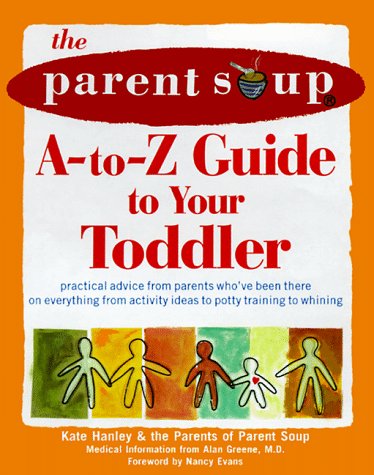 the
parent soup®
A-to-Z Guide
to Your
Toddler
practical advice from parents who've been there
on everything from activity ideas to potty training to whining
Kate Hanley & the Parents of Parent Soup
Medical Information from Alan Greene, M.D.
Foreword by Nancy Evans